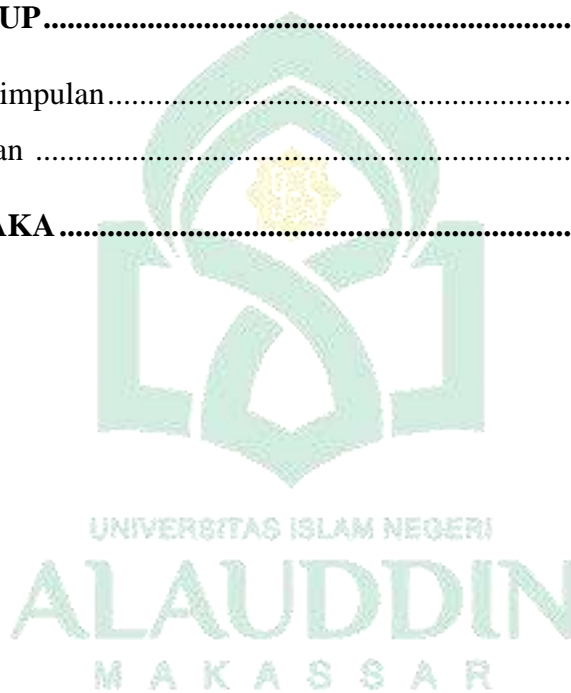 UP..............................................................................
impulan........................................................................
an ..................................................................................
AKA..............................................................................
UNIVERSITAS ISLAM NEGERI
ALAUDDIN
MAKASSAR